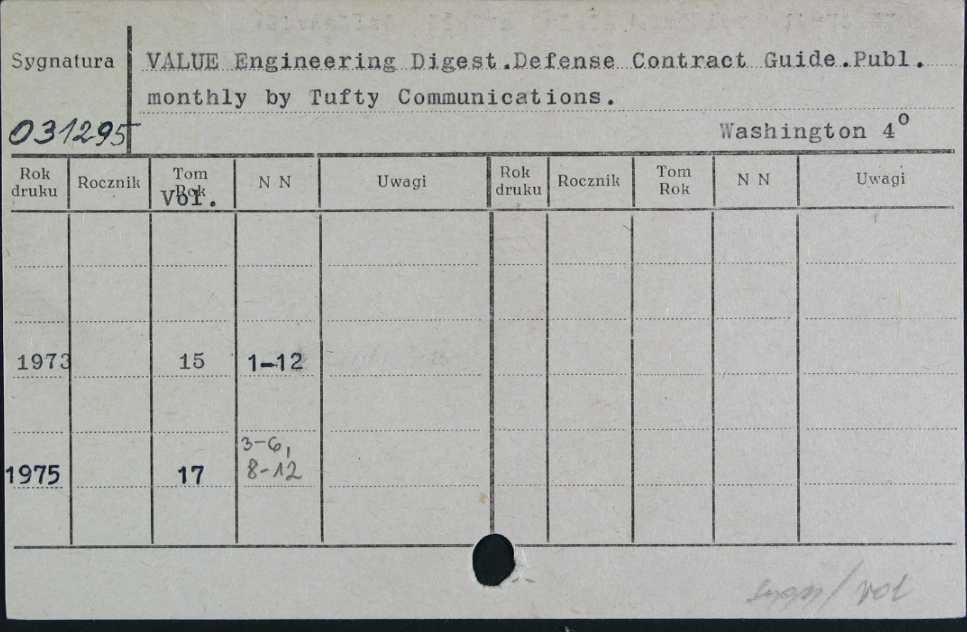 Sygnatura
VALUE Engineering Digest.Defense Contract Guide.Publ.
monthly by Tufty Communications.
031295
Washington 4º
Rok druku Rocznik Tom Rok Vol. N N Uwagi Rok druku Rocznik Tom Rok N N Uwagi
1973 15 1-12
1975 17 3-6, 8-12